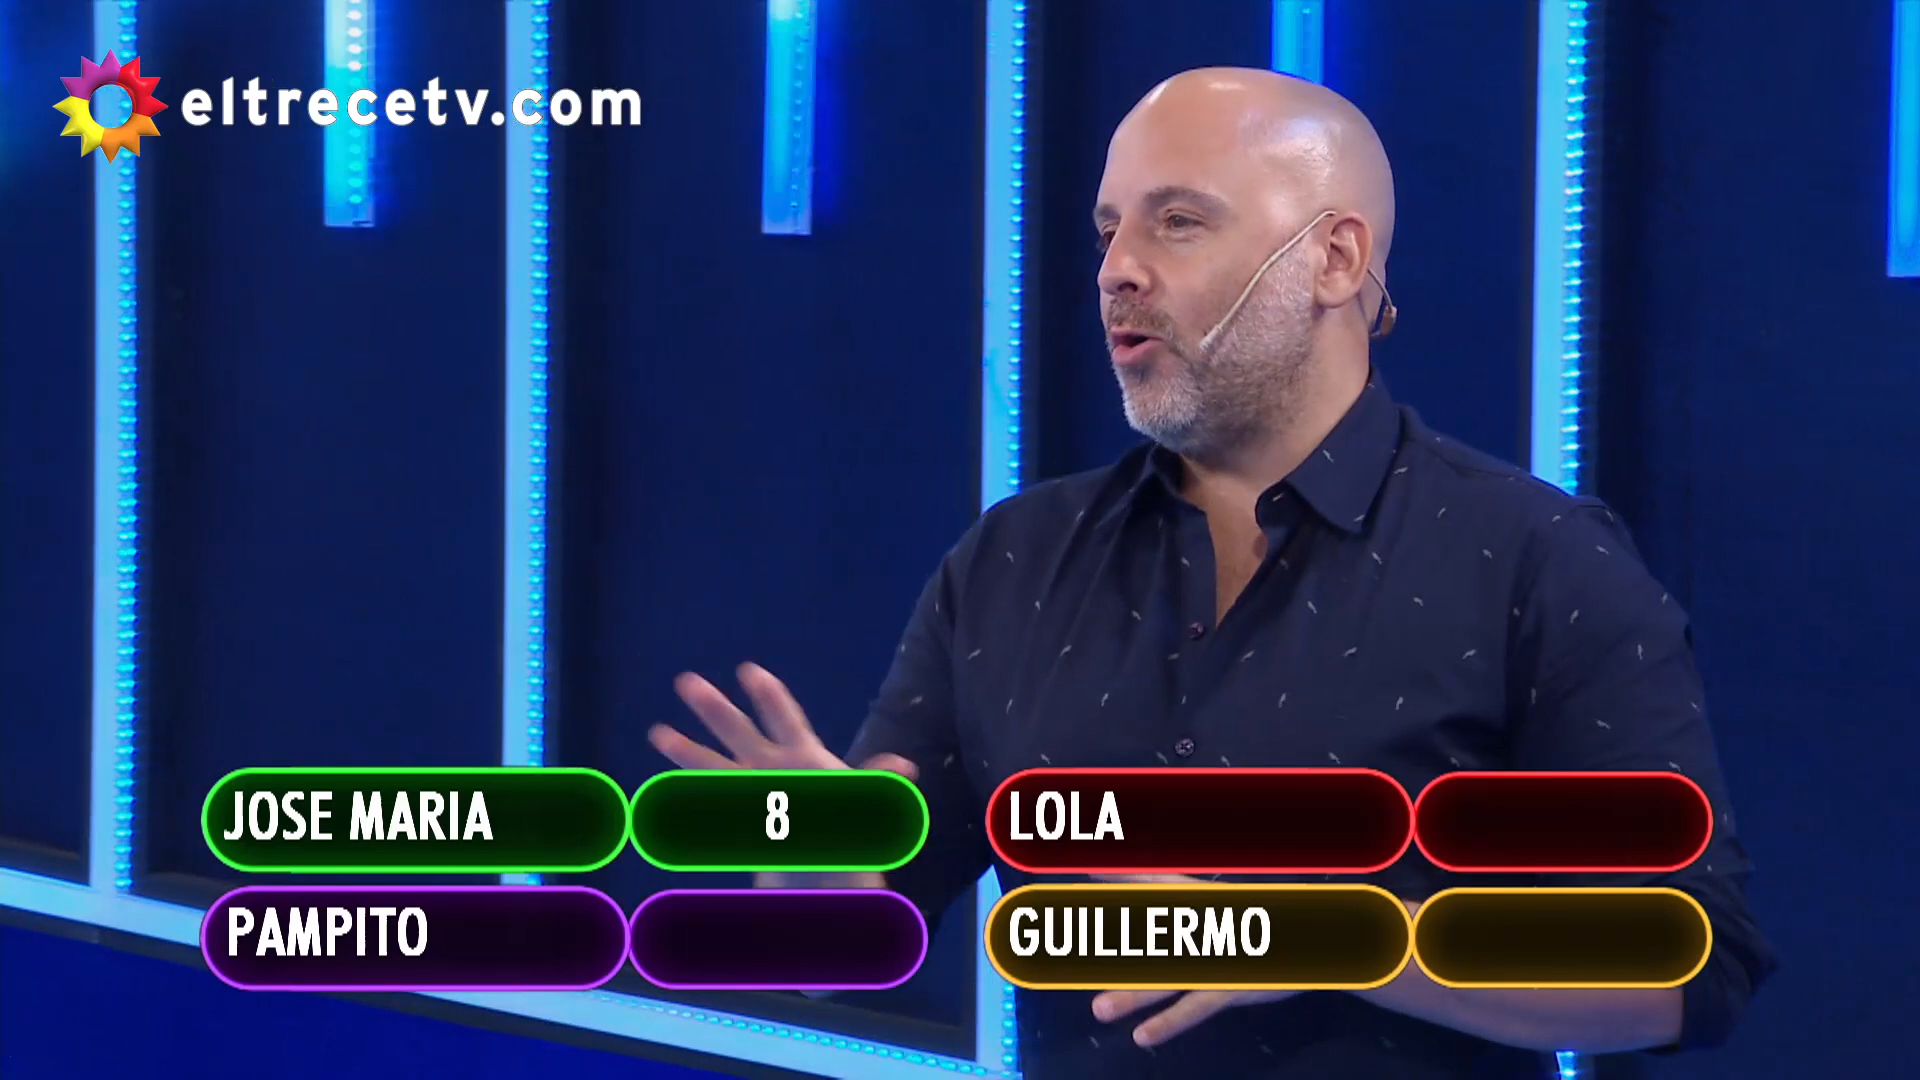 eltrecetv.com
JOSE MARIA 8
LOLA
PAMPITO
GUILLERMO